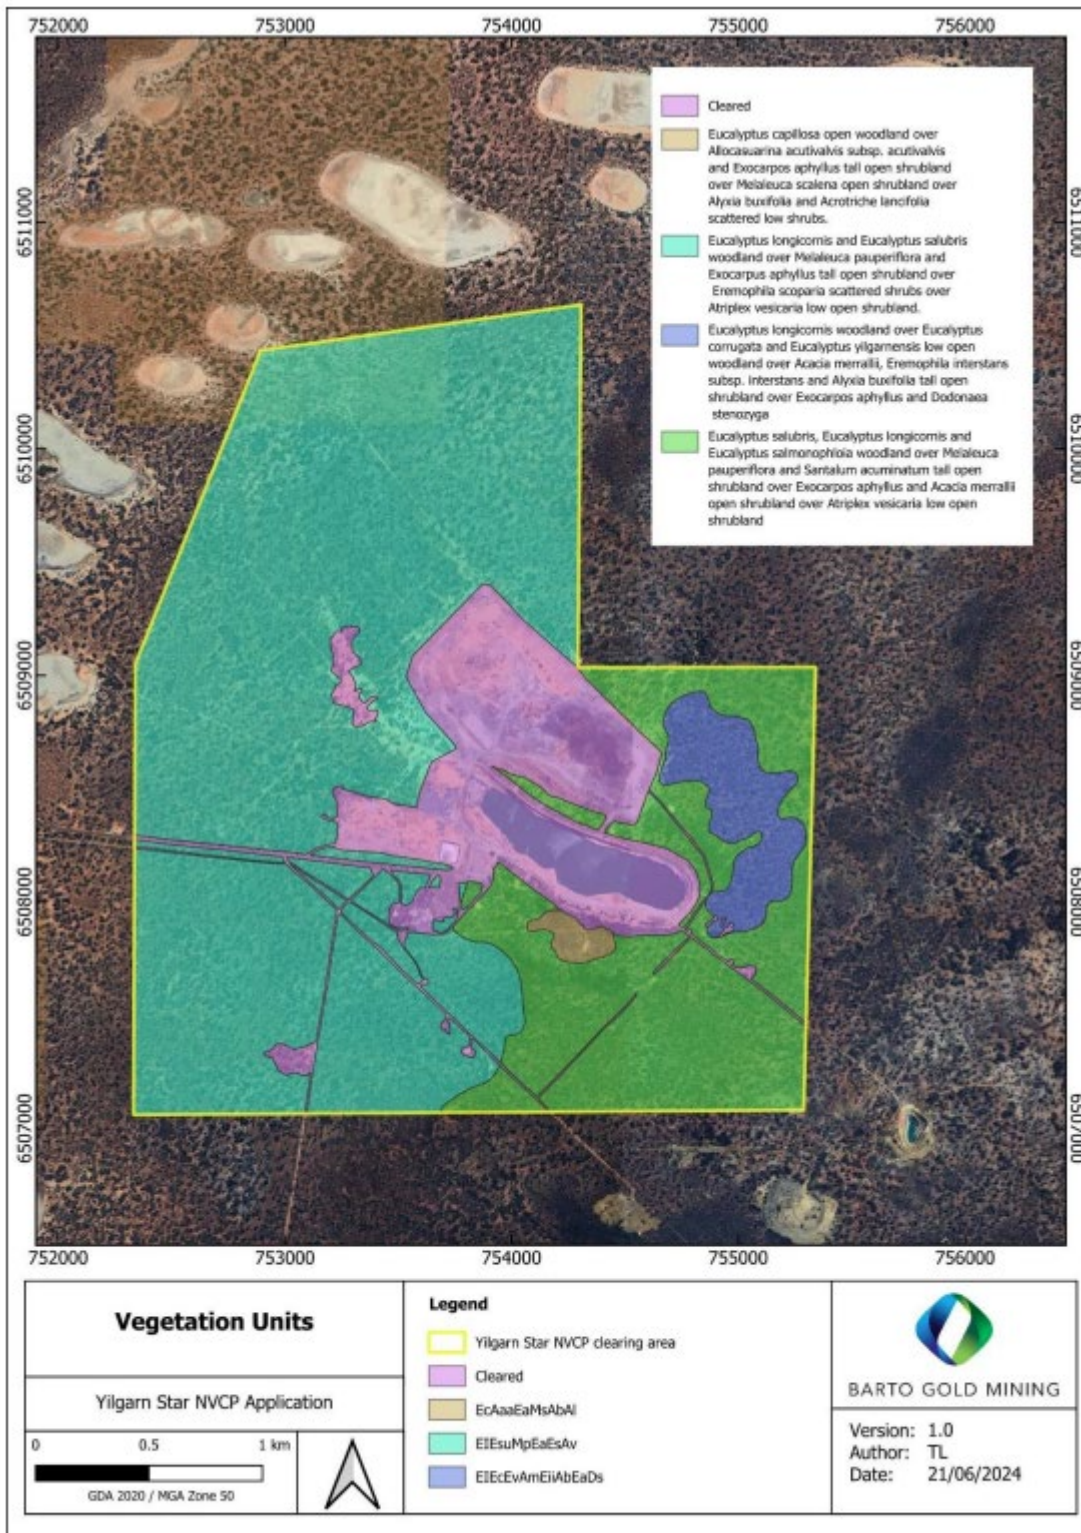 752000 753000 754000 755000 756000
6511000
6510000
6509000
6508000
6507000
Cleared
Eucalyptus capillosa open woodland over
Allocasuarina acutivalvis subsp. acutivalvis
and Exocarpos aphyllus tall open shrubland
over Melaleuca scalena open shrubland over
Alyxia buxifolia and Acrotriche lancifolia
scattered low shrubs.
Eucalyptus longicornis and Eucalyptus salubris
woodland over Melaleuca pauperiflora and
Exocarpus aphyllus tall open shrubland over
Eremophila scoparia scattered shrubs over
Atriplex vesicaria low open shrubland.
Eucalyptus longicornis woodland over Eucalyptus
corrugata and Eucalyptus yilgarnensis low open
woodland over Acacia merrallii, Eremophila interstans
subsp. interstans and Alyxia buxifolia tall open
shrubland over Exocarpos aphyllus and Dodonaea
stenozyga
Eucalyptus salubris, Eucalyptus longicornis and
Eucalyptus salmonophloia woodland over Melaleuca
pauperiflora and Santalum acuminatum tall open
shrubland over Exocarpos aphyllus and Acacia merrallii
open shrubland over Atriplex vesicaria low open
shrubland
6511000
6510000
6509000
6508000
6507000
752000 753000 754000 755000 756000
Vegetation Units
Yilgarn Star NVCP Application
0 0.5 1 km
GDA 2020 / MGA Zone 50
Legend
Yilgarn Star NVCP clearing area
Cleared
EcAaaEaMsAbAl
ElEsuMpEaEsAv
ElEcEvAmEiiAbEaDs
BARTO GOLD MINING
Version: 1.0
Author: TL
Date: 21/06/2024